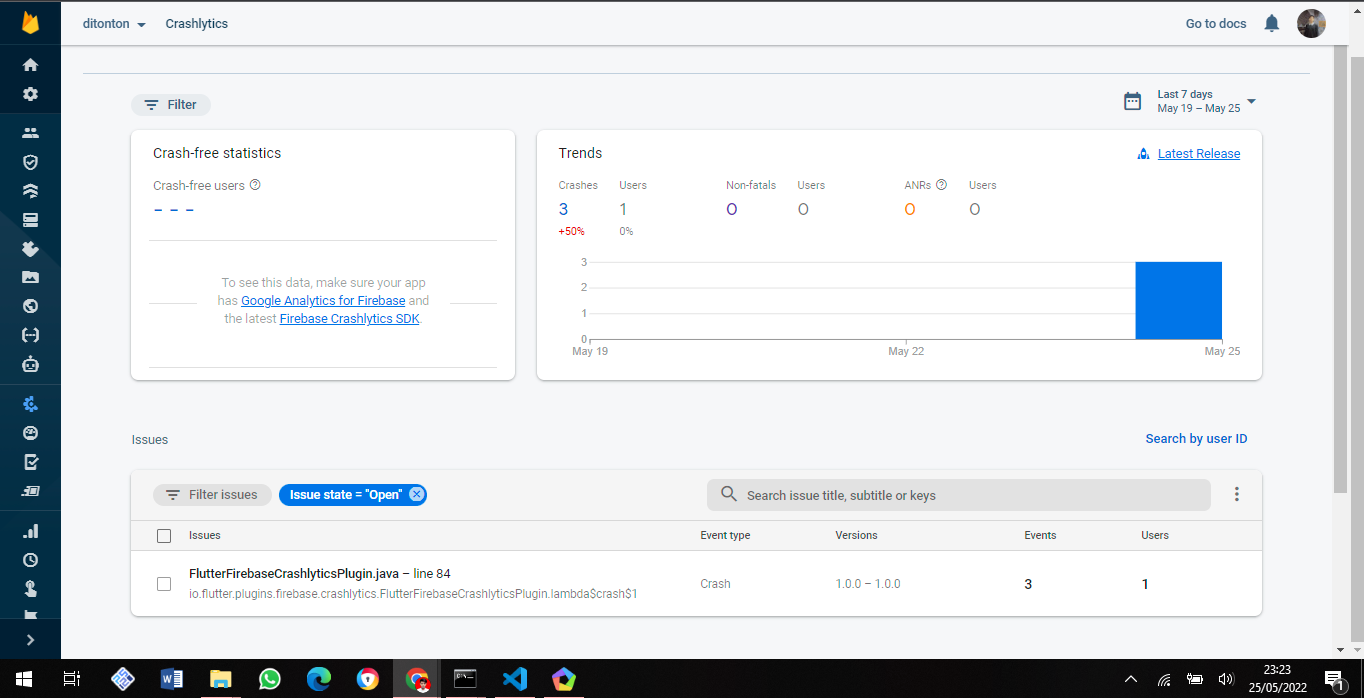 ditonton
Crashlytics
Go to docs
Filter
Last 7 days
May 19 – May 25
Crash-free statistics
Crash-free users
– – –
To see this data, make sure your app
has Google Analytics for Firebase and
the latest Firebase Crashlytics SDK.
Trends
Latest Release
Crashes Users Non-fatals Users ANRs Users
3 1 0 0 0 0
+50% 0%
3
2
1
0
May 19 May 22 May 25
Issues
Search by user ID
Filter issues
Issue state = "Open"
Search issue title, subtitle or keys
Issues Event type Versions Events Users
FlutterFirebaseCrashlyticsPlugin.java – line 84
io.flutter.plugins.firebase.crashlytics.FlutterFirebaseCrashlyticsPlugin.lambda$crash$1
Crash 1.0.0 – 1.0.0 3 1
23:23
25/05/2022
1